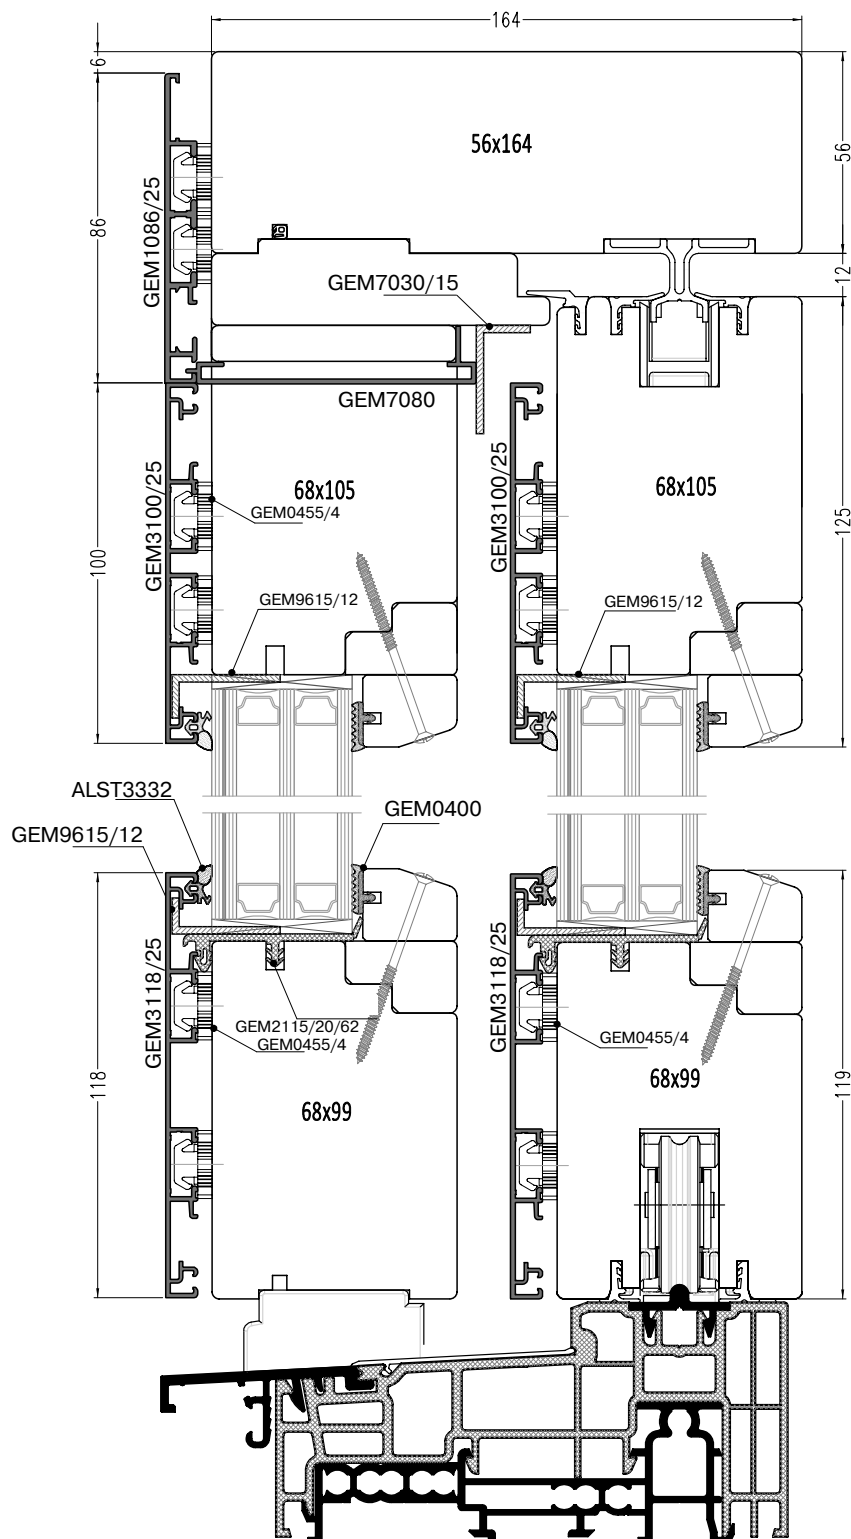 164
6
56x164
56
86
GEM1086/25
12
GEM7030/15
GEM7080
GEM3100/25
68x105
GEM0455/4
GEM3100/25
68x105
125
100
GEM9615/12
GEM9615/12
ALST3332
GEM0400
GEM9615/12
GEM3118/25
GEM3118/25
GEM2115/20/62
GEM0455/4
GEM0455/4
118
68x99
68x99
119